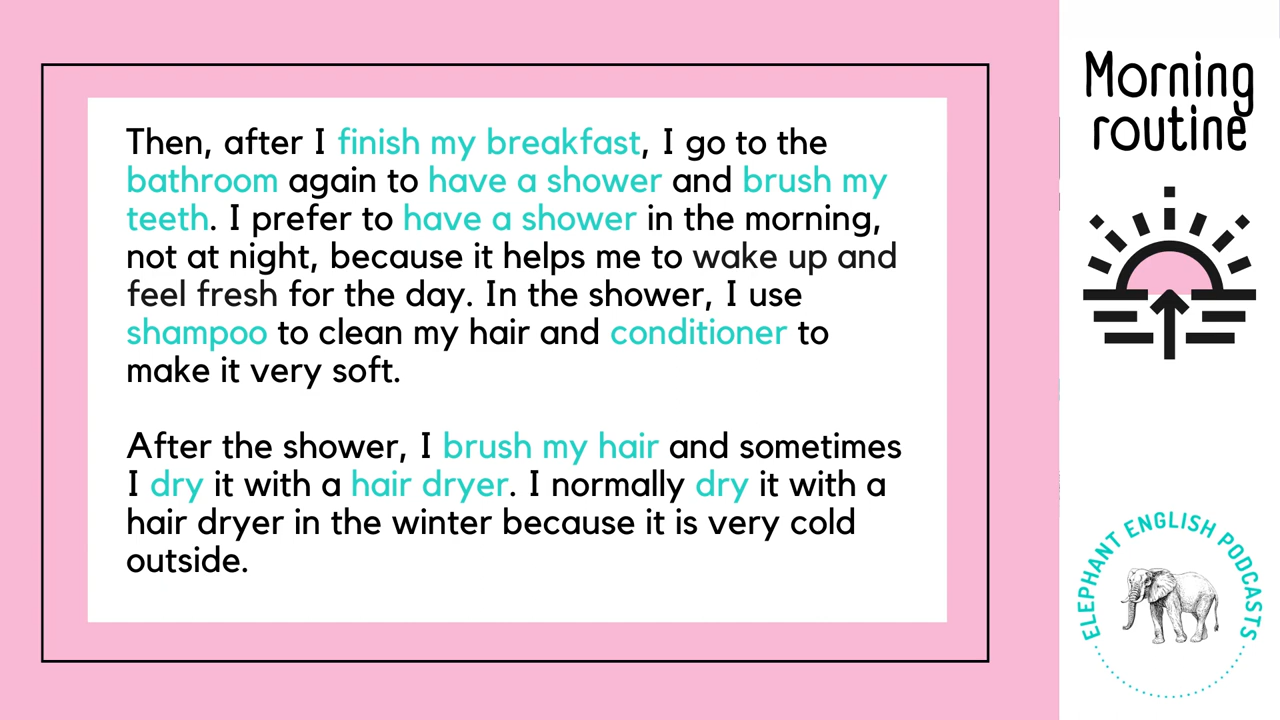 Then, after I finish my breakfast, I go to the
bathroom again to have a shower and brush my
teeth. I prefer to have a shower in the morning,
not at night, because it helps me to wake up and
feel fresh for the day. In the shower, I use
shampoo to clean my hair and conditioner to
make it very soft.
After the shower, I brush my hair and sometimes
I dry it with a hair dryer. I normally dry it with a
hair dryer in the winter because it is very cold
outside.
Morning
routine
ELEPHANT ENGLISH PODCASTS